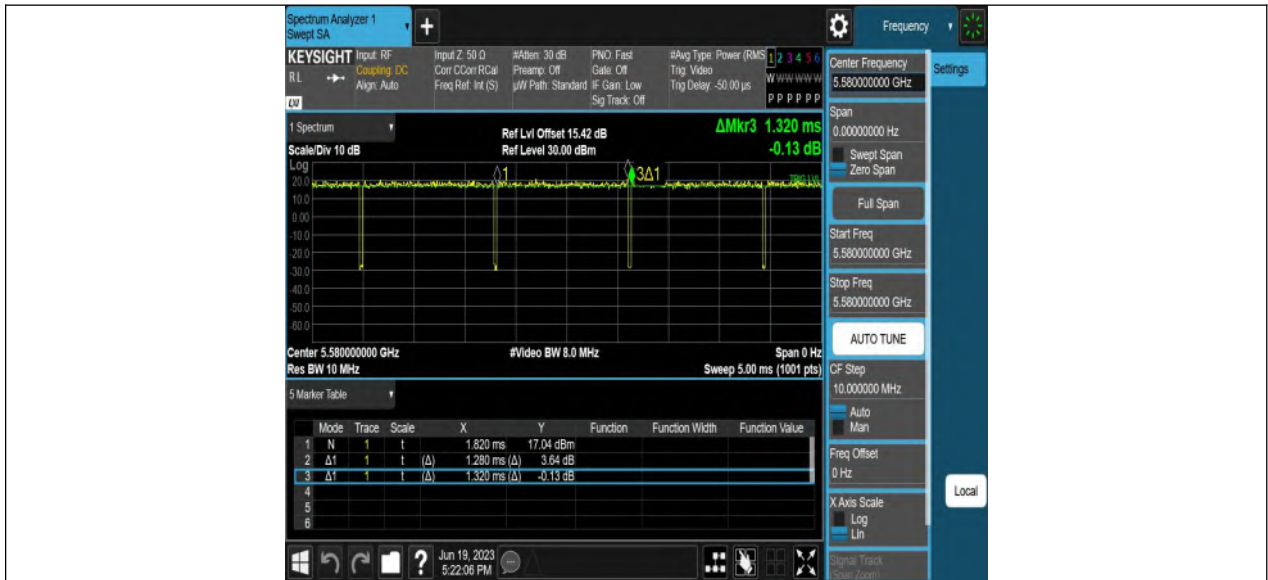 Spectrum Analyzer 1
Swept SA
+
Frequency
KEYSIGHT
RL
LXI
Input: RF
Coupling: DC
Align: Auto
Input Z: 50 Ω
Corr CCorr RCal
Freq Ref: Int (S)
#Atten: 30 dB
Preamp: Off
µW Path: Standard
PNO: Fast
Gate: Off
IF Gain: Low
Sig Track: Off
#Avg Type: Power (RMS
Trig: Video
Trig Delay: -50.00 µs
1 2 3 4 5 6
W W W W W W
P P P P P P
1 Spectrum
Scale/Div 10 dB
Ref Lvl Offset 15.42 dB
Ref Level 30.00 dBm
ΔMkr3 1.320 ms
-0.13 dB
Log
20.0
10.0
0.00
-10.0
-20.0
-30.0
-40.0
-50.0
-60.0
1
3Δ1
TRIG LVL
Center 5.580000000 GHz
Res BW 10 MHz
#Video BW 8.0 MHz
Span 0 Hz
Sweep 5.00 ms (1001 pts)
5 Marker Table
Mode Trace Scale X Y Function Function Width Function Value
1 N 1 t 1.820 ms 17.04 dBm
2 Δ1 1 t (Δ) 1.280 ms (Δ) 3.64 dB
3 Δ1 1 t (Δ) 1.320 ms (Δ) -0.13 dB
4
5
6
?
Jun 19, 2023
5:22:06 PM
Center Frequency
5.580000000 GHz
Span
0.00000000 Hz
Swept Span
Zero Span
Full Span
Start Freq
5.580000000 GHz
Stop Freq
5.580000000 GHz
AUTO TUNE
CF Step
10.000000 MHz
Auto
Man
Freq Offset
0 Hz
X Axis Scale
Log
Lin
Signal Track
(Span Zoom)
Settings
Local